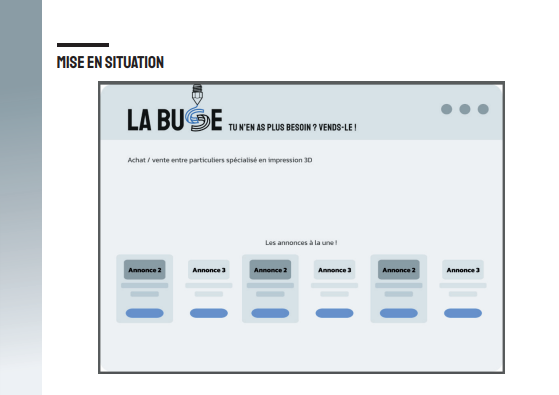 MISE EN SITUATION
LA BUSE TU N'EN AS PLUS BESOIN ? VENDS-LE !
Achat / vente entre particuliers spécialisé en impression 3D
Les annonces à la une !
Annonce 2 Annonce 3 Annonce 2 Annonce 3 Annonce 2 Annonce 3